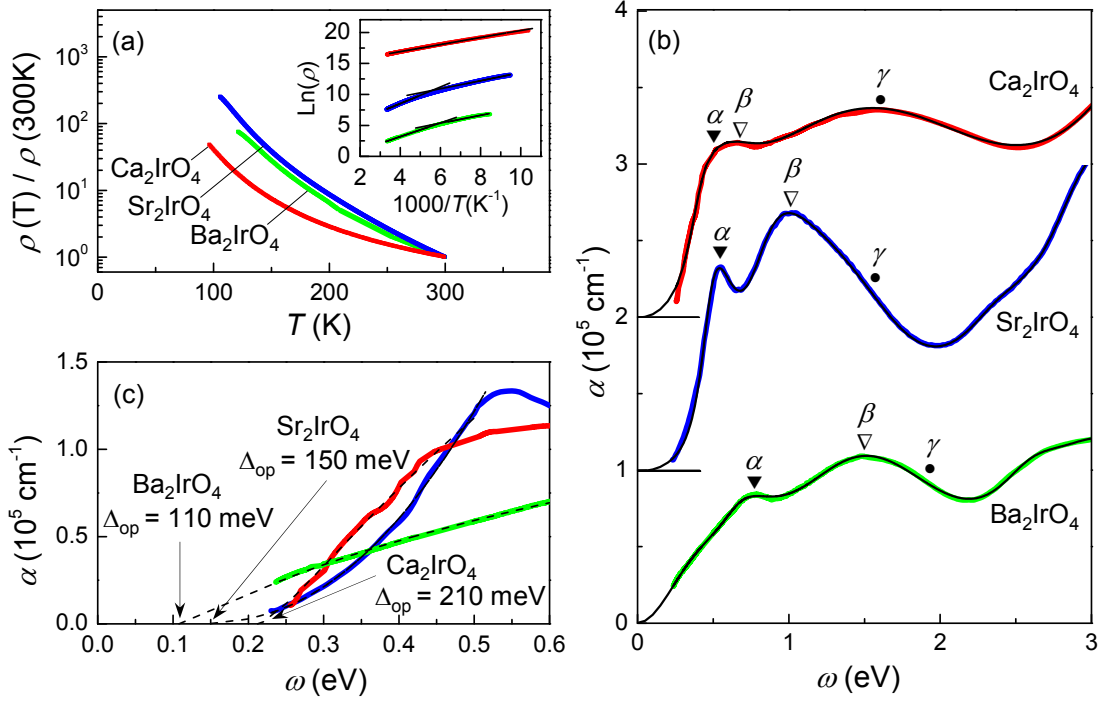 (a)
ρ (T) / ρ (300K)
10³
10²
10¹
10⁰
Ca₂IrO₄
Sr₂IrO₄
Ba₂IrO₄
0
100
200
300
T (K)
Ln(ρ)
20
15
10
5
0
2 4 6 8 10
1000/T(K⁻¹)
(b)
α (10⁵ cm⁻¹)
4
3
2
1
0
α β γ
Ca₂IrO₄
α β γ
Sr₂IrO₄
α β γ
Ba₂IrO₄
0 1 2 3
ω (eV)
(c)
α (10⁵ cm⁻¹)
1.5
1.0
0.5
0.0
Sr₂IrO₄
Δop = 150 meV
Ba₂IrO₄
Δop = 110 meV
Ca₂IrO₄
Δop = 210 meV
0.0 0.1 0.2 0.3 0.4 0.5 0.6
ω (eV)